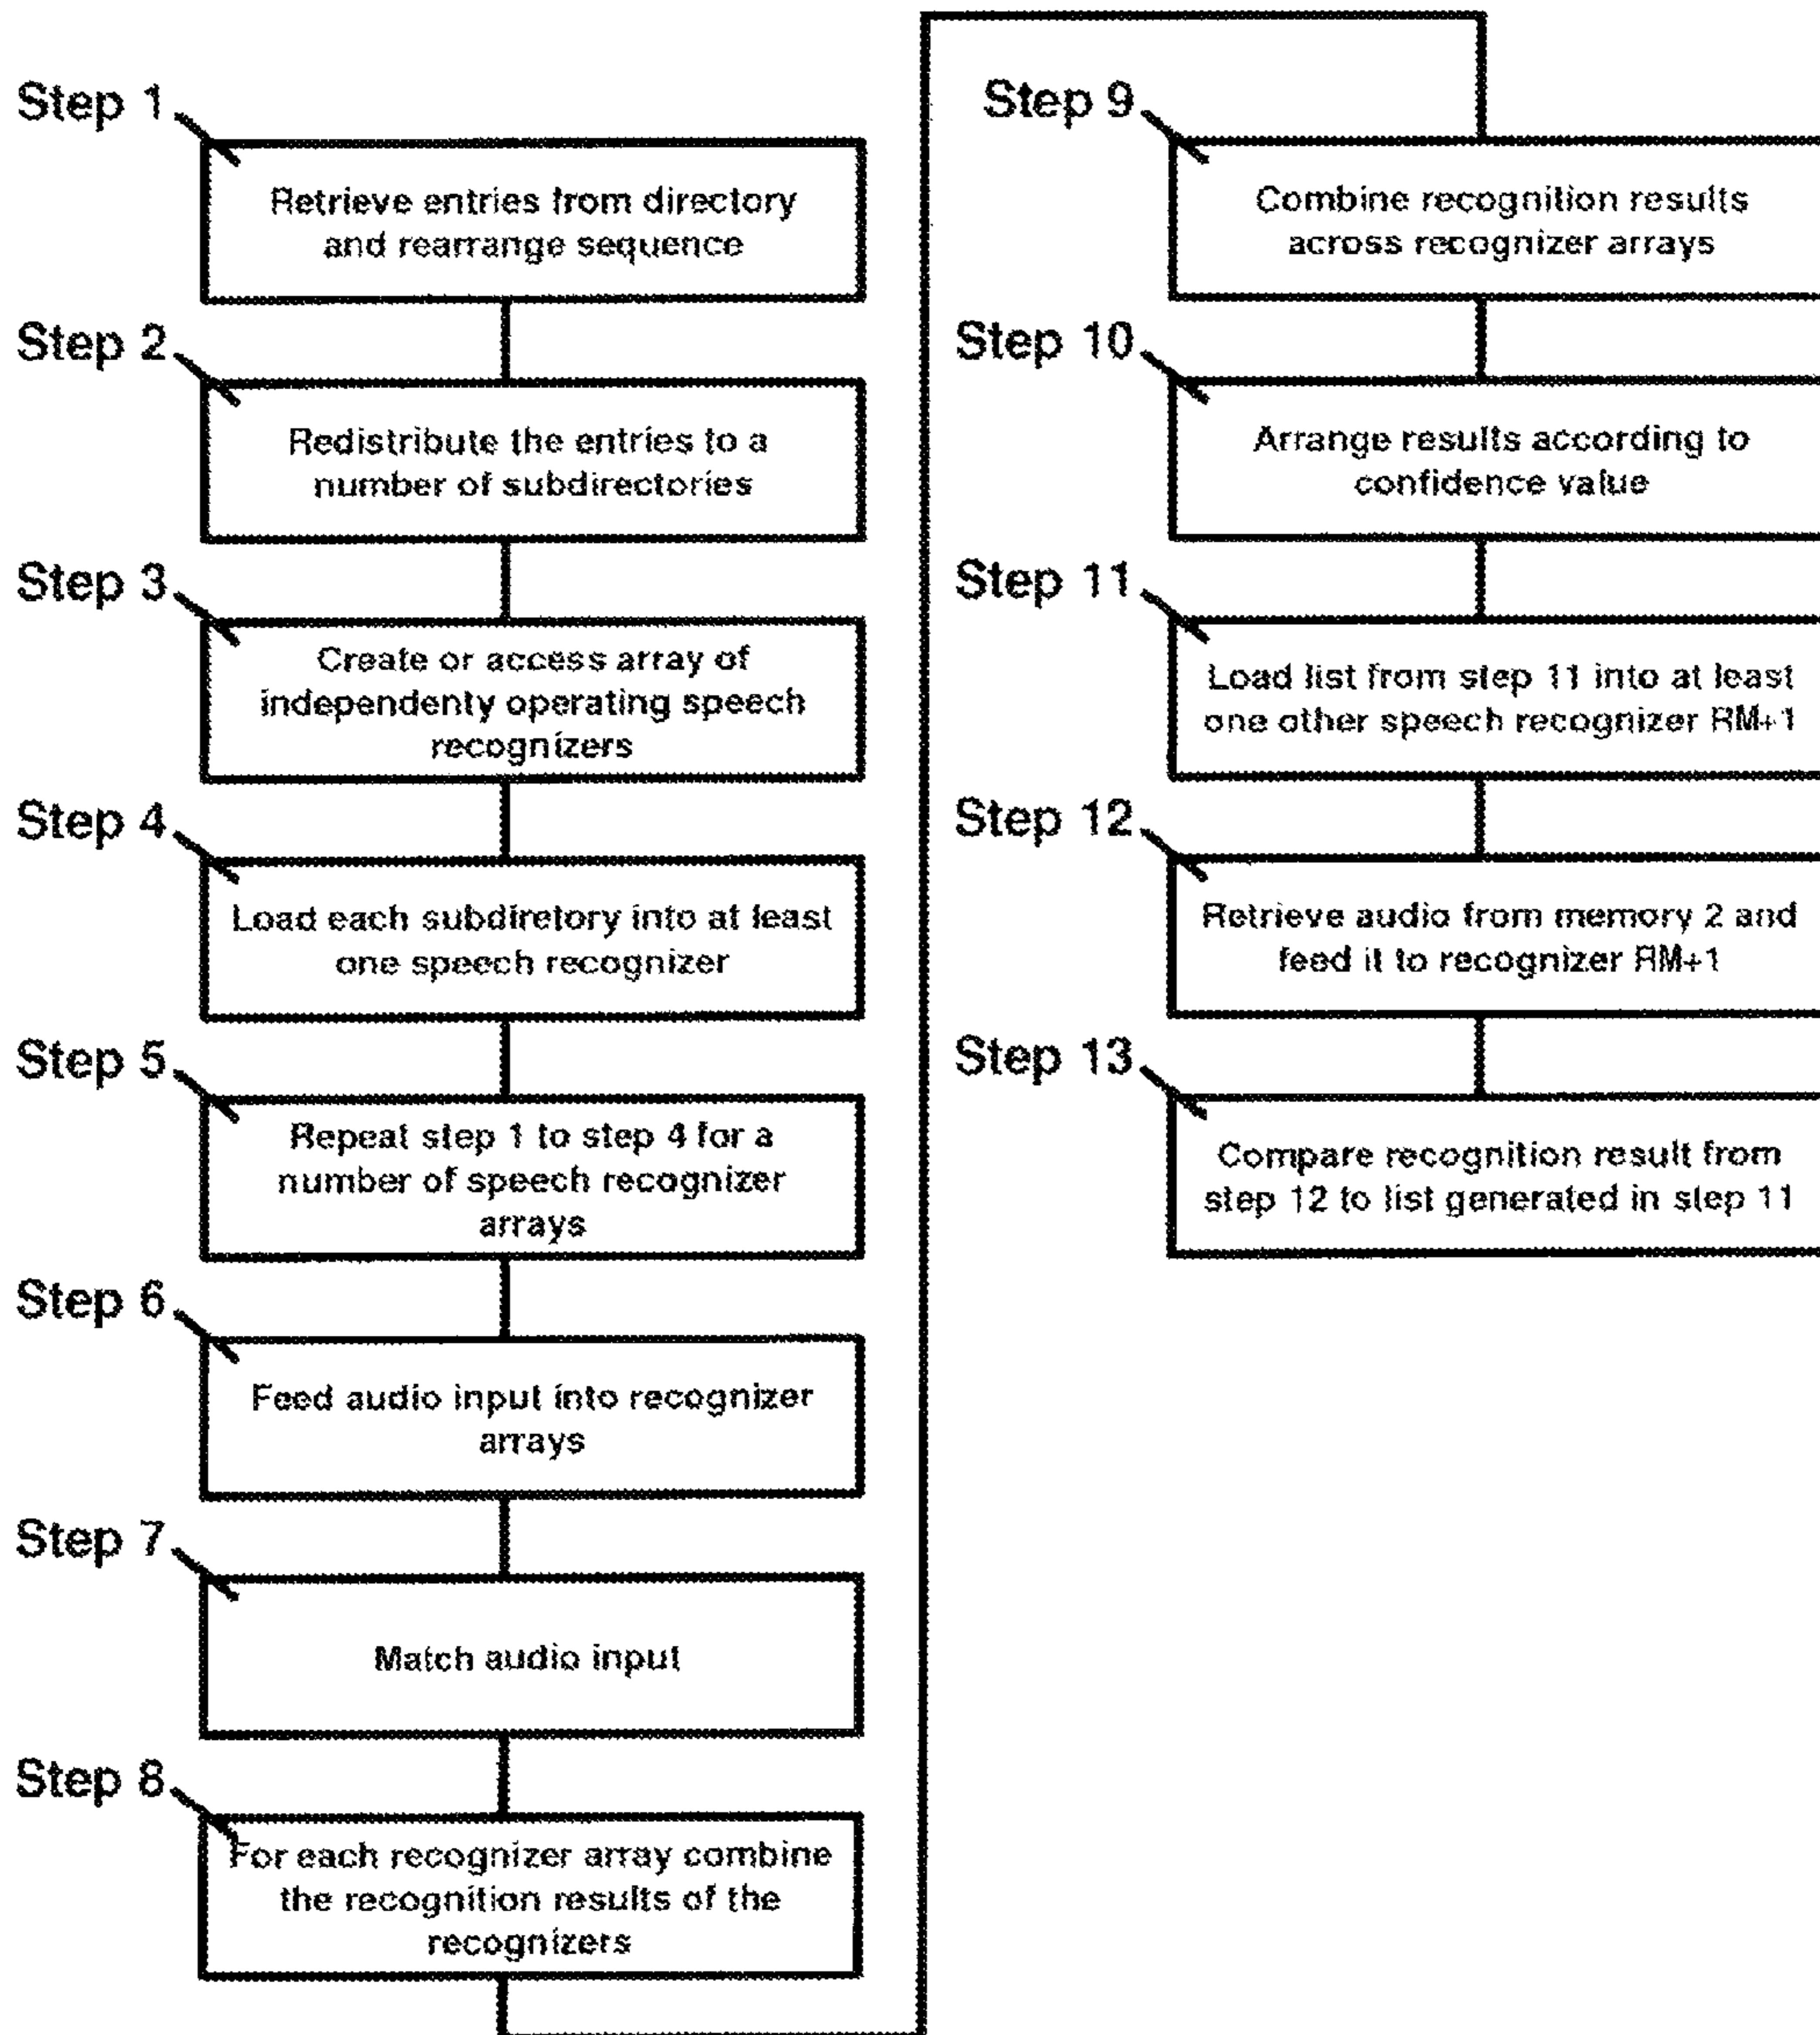 Step 1
Retrieve entries from directory
and rearrange sequence
Step 2
Redistribute the entries to a
number of subdirectories
Step 3
Create or access array of
independenty operating speech
recognizers
Step 4
Load each subdiretory into at least
one speech recognizer
Step 5
Repeat step 1 to step 4 for a
number of speech recognizer
arrays
Step 6
Feed audio input into recognizer
arrays
Step 7
Match audio input
Step 8
For each recognizer array combine
the recognition results of the
recognizers
Step 9
Combine recognition results
across recognizer arrays
Step 10
Arrange results according to
confidence value
Step 11
Load list from step 11 into at least
one other speech recognizer RM+1
Step 12
Retrieve audio from memory 2 and
feed it to recognizer RM+1
Step 13
Compare recognition result from
step 12 to list generated in step 11